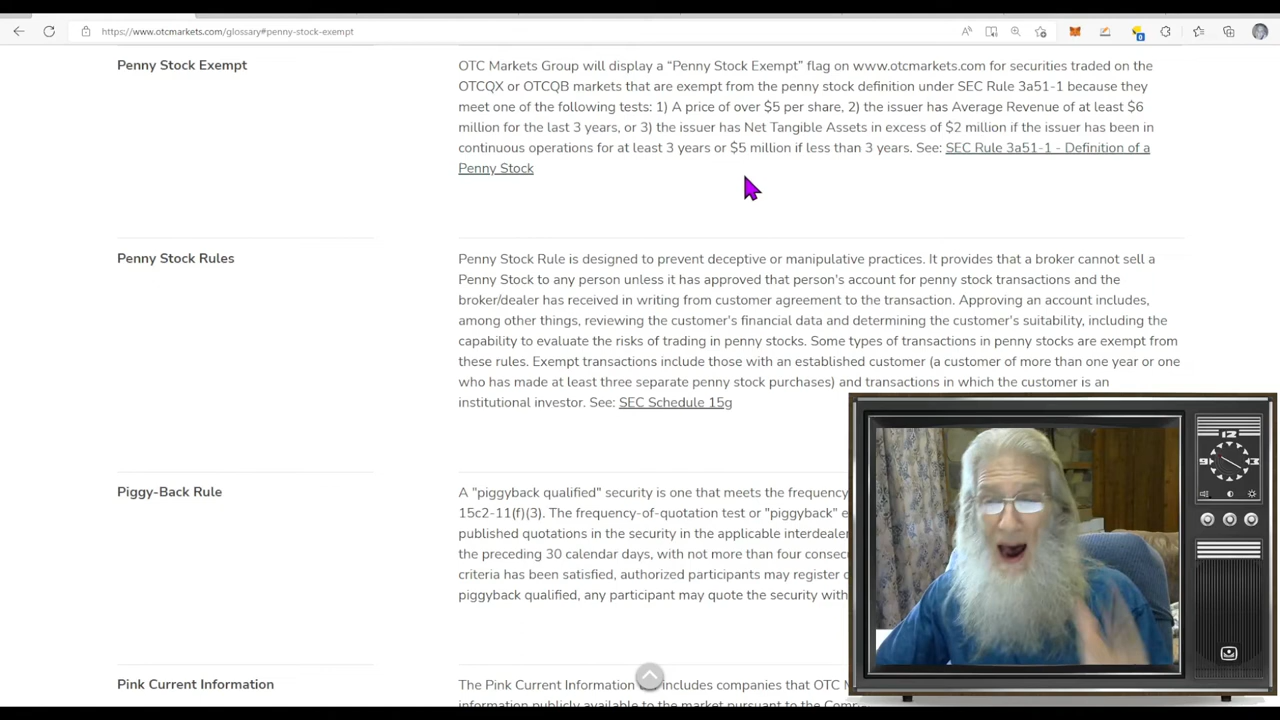 https://www.otcmarkets.com/glossary#penny-stock-exempt
Penny Stock Exempt
OTC Markets Group will display a “Penny Stock Exempt” flag on www.otcmarkets.com for securities traded on the
OTCQX or OTCQB markets that are exempt from the penny stock definition under SEC Rule 3a51-1 because they
meet one of the following tests: 1) A price of over $5 per share, 2) the issuer has Average Revenue of at least $6
million for the last 3 years, or 3) the issuer has Net Tangible Assets in excess of $2 million if the issuer has been in
continuous operations for at least 3 years or $5 million if less than 3 years. See: SEC Rule 3a51-1 - Definition of a
Penny Stock
Penny Stock Rules
Penny Stock Rule is designed to prevent deceptive or manipulative practices. It provides that a broker cannot sell a
Penny Stock to any person unless it has approved that person's account for penny stock transactions and the
broker/dealer has received in writing from customer agreement to the transaction. Approving an account includes,
among other things, reviewing the customer's financial data and determining the customer's suitability, including the
capability to evaluate the risks of trading in penny stocks. Some types of transactions in penny stocks are exempt from
these rules. Exempt transactions include those with an established customer (a customer of more than one year or one
who has made at least three separate penny stock purchases) and transactions in which the customer is an
institutional investor. See: SEC Schedule 15g
Piggy-Back Rule
A "piggyback qualified" security is one that meets the frequency
15c2-11(f)(3). The frequency-of-quotation test or "piggyback" e
published quotations in the security in the applicable interdealer
the preceding 30 calendar days, with not more than four consecu
criteria has been satisfied, authorized participants may register
piggyback qualified, any participant may quote the security with
Pink Current Information
The Pink Current Information
includes companies that OTC M
information publicly available to the market pursuant to the Comp
12
9 3